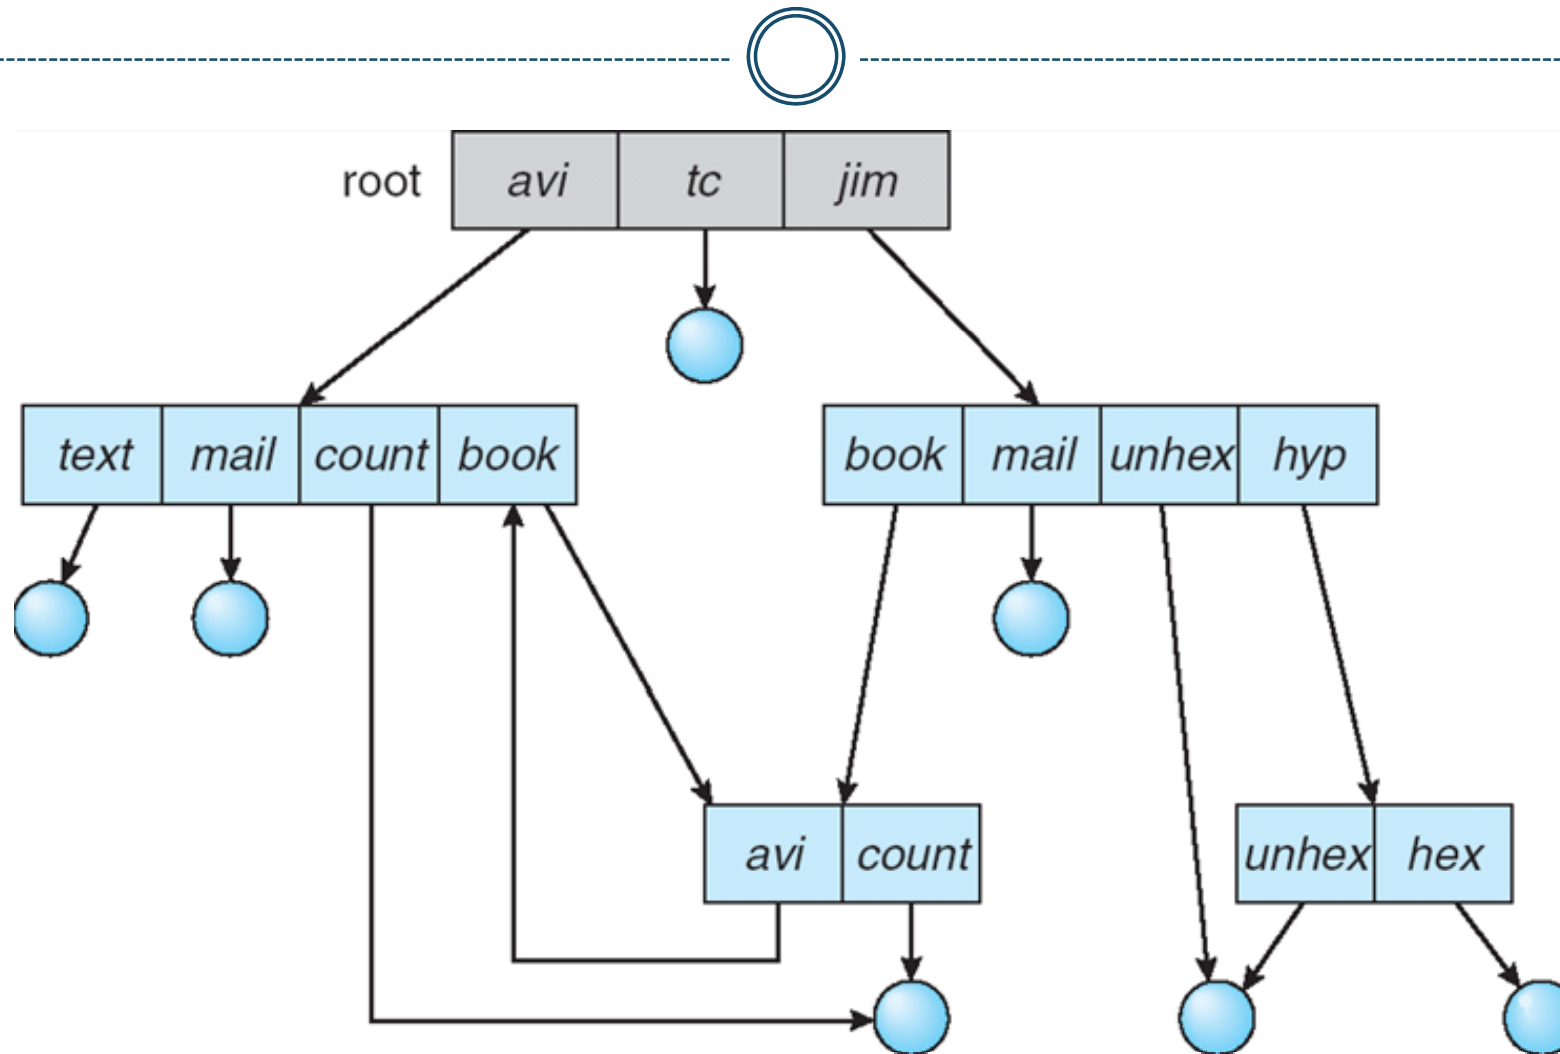 root avi tc jim
text mail count book book mail unhex hyp
avi count unhex hex